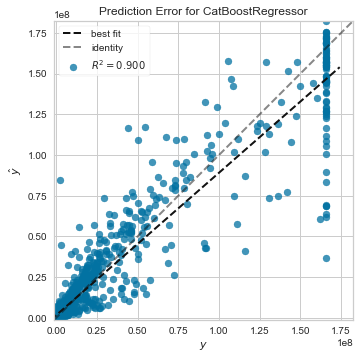 1e8
Prediction Error for CatBoostRegressor
best fit
identity
R² = 0.900
1.75
1.50
1.25
1.00
0.75
0.50
0.25
0.00
ŷ
0.00 0.25 0.50 0.75 1.00 1.25 1.50 1.75
y
1e8